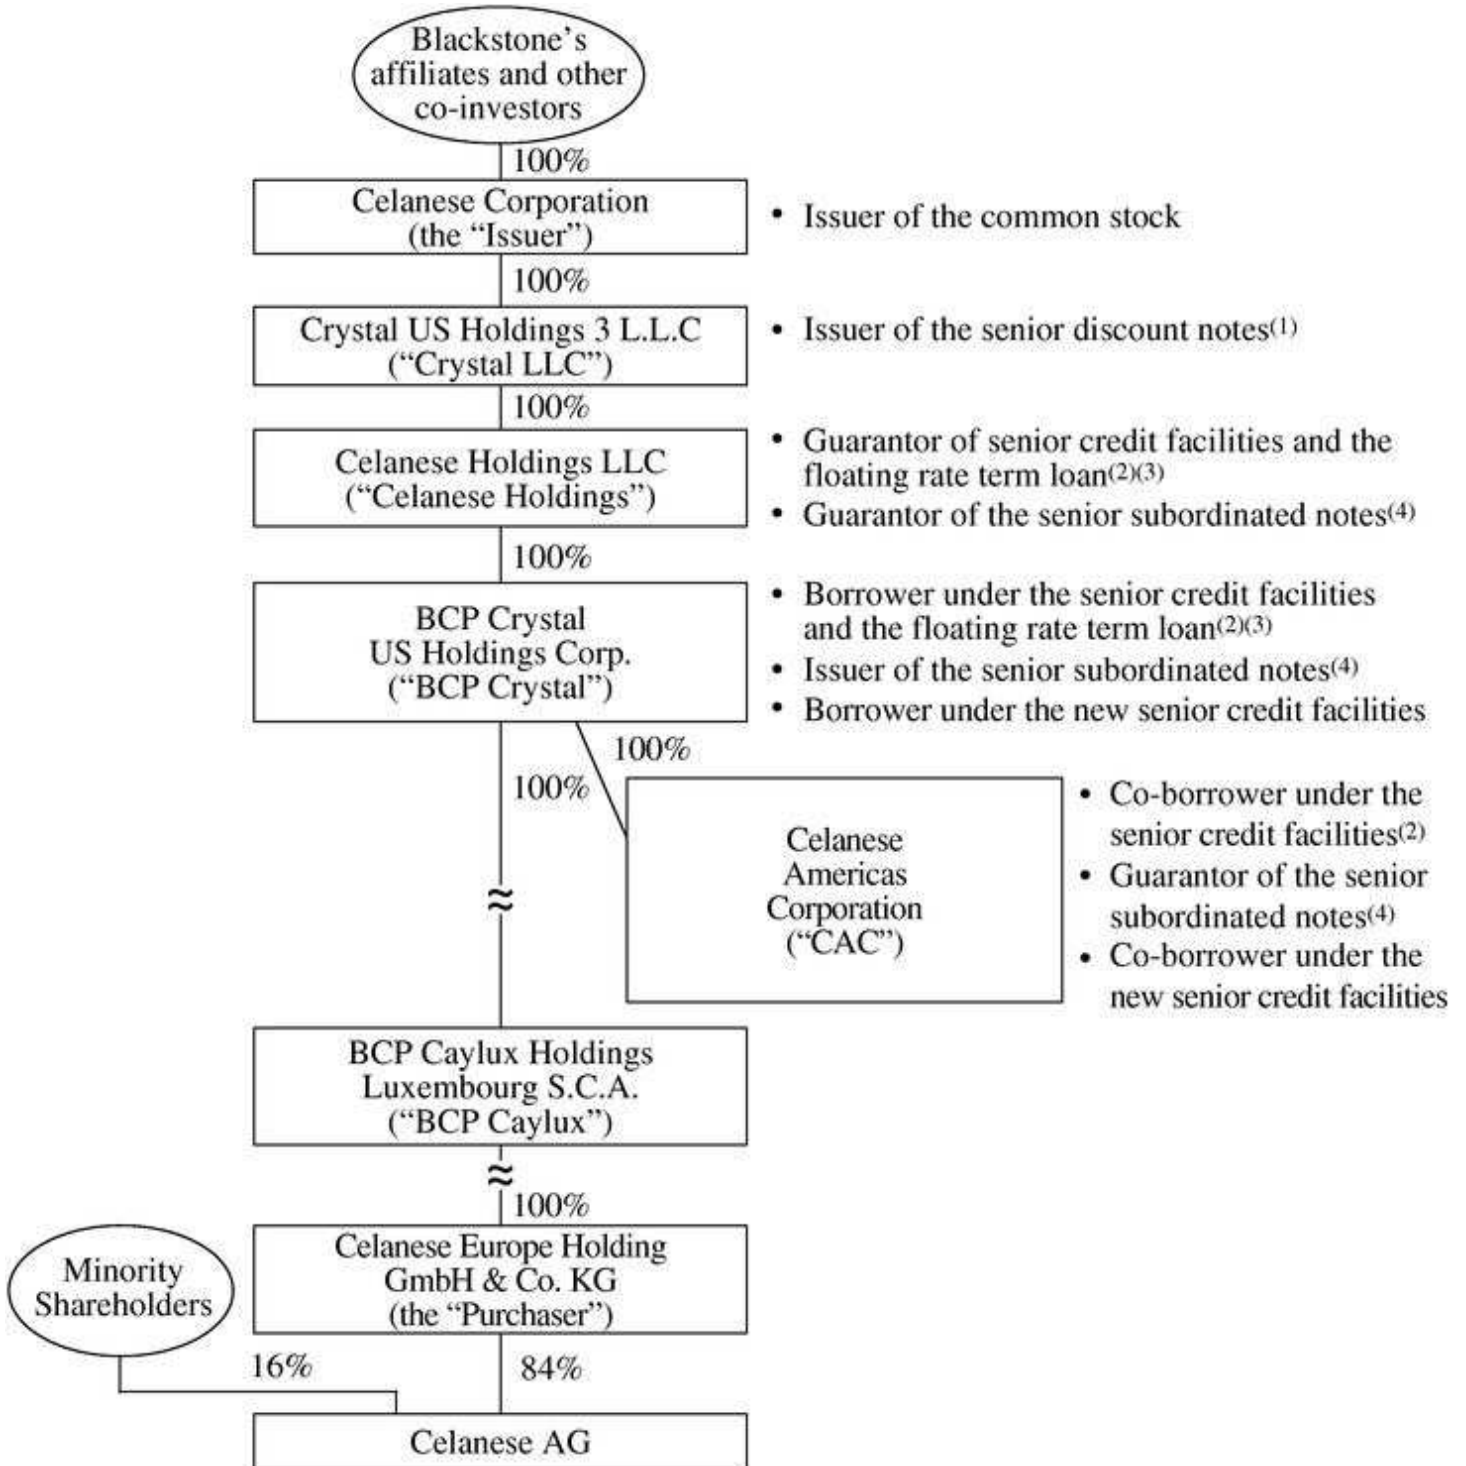 Blackstone's
affiliates and other
co-investors
100%
Celanese Corporation
(the “Issuer”)
• Issuer of the common stock
100%
Crystal US Holdings 3 L.L.C
(“Crystal LLC”)
• Issuer of the senior discount notes(1)
100%
Celanese Holdings LLC
(“Celanese Holdings”)
• Guarantor of senior credit facilities and the
floating rate term loan(2)(3)
• Guarantor of the senior subordinated notes(4)
100%
BCP Crystal
US Holdings Corp.
(“BCP Crystal”)
• Borrower under the senior credit facilities
and the floating rate term loan(2)(3)
• Issuer of the senior subordinated notes(4)
• Borrower under the new senior credit facilities
100%
100%
Celanese
Americas
Corporation
(“CAC”)
• Co-borrower under the
senior credit facilities(2)
• Guarantor of the senior
subordinated notes(4)
• Co-borrower under the
new senior credit facilities
BCP Caylux Holdings
Luxembourg S.C.A.
(“BCP Caylux”)
100%
Minority
Shareholders
Celanese Europe Holding
GmbH & Co. KG
(the “Purchaser”)
16%
84%
Celanese AG